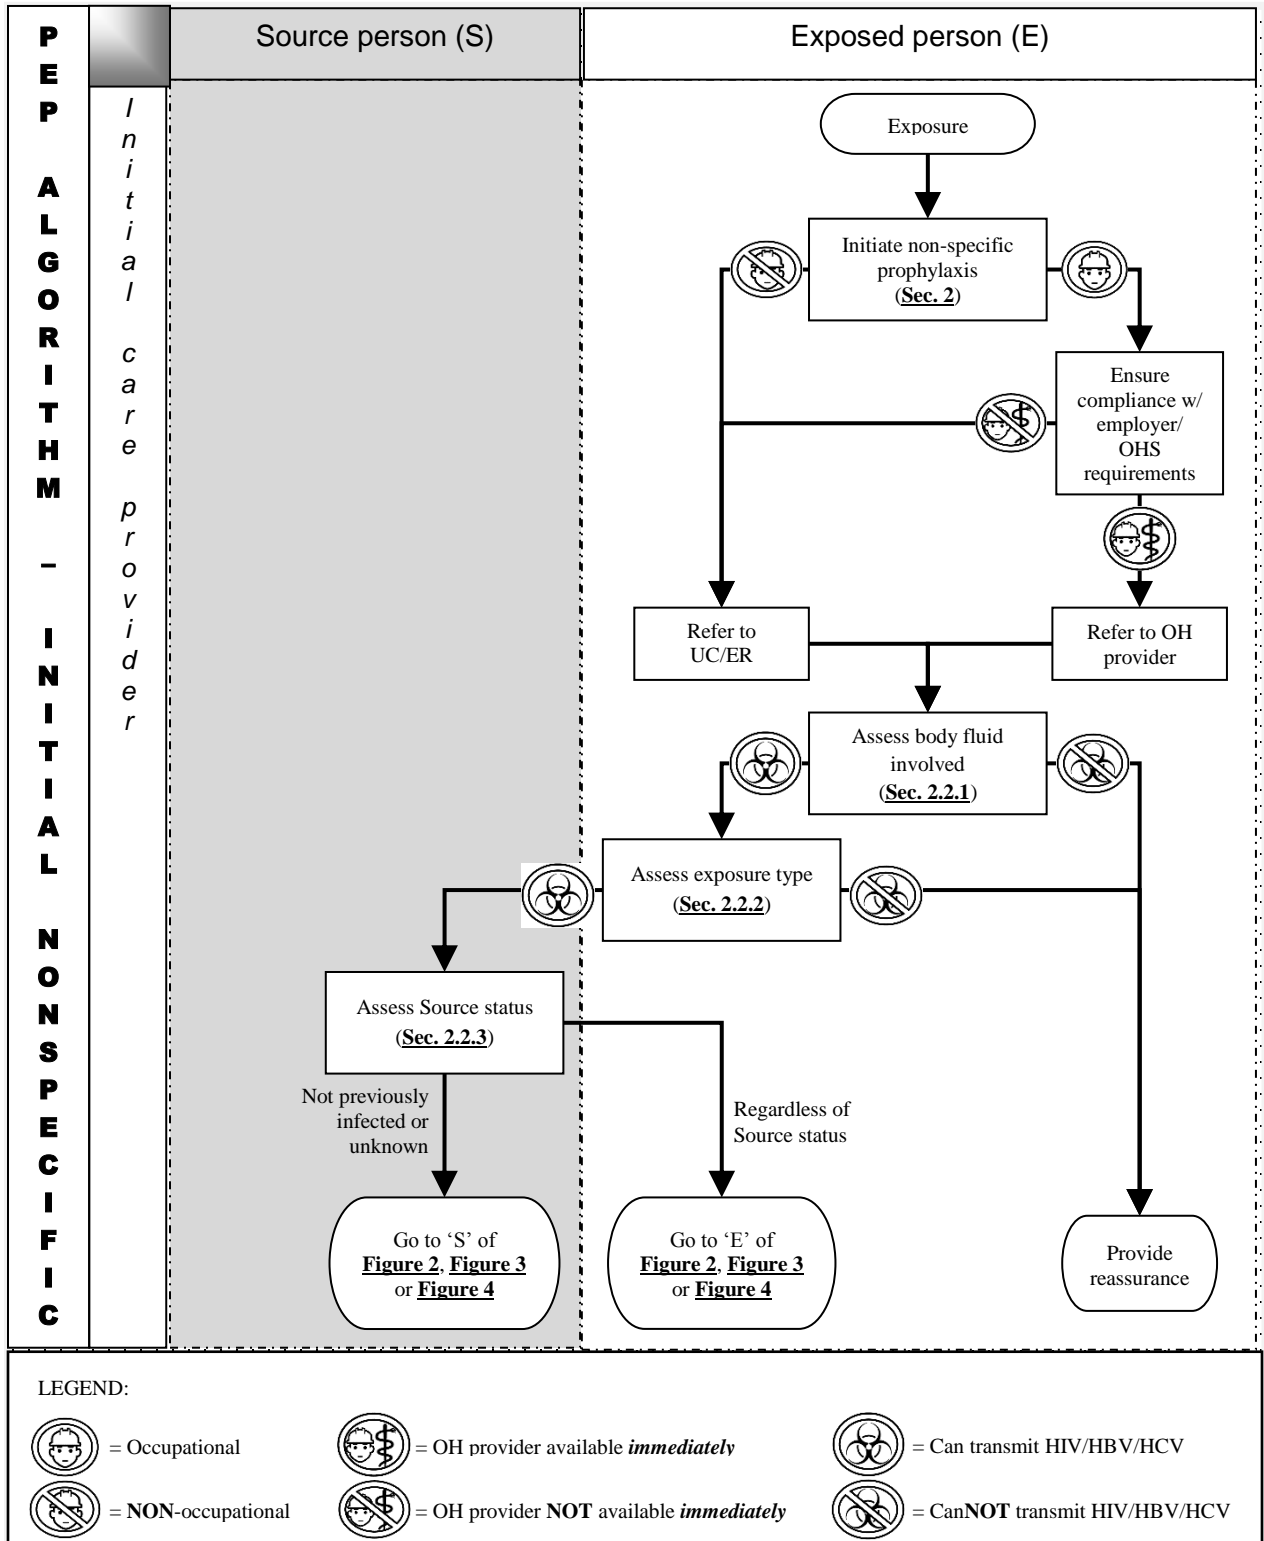 PEP ALGORITHM – INITIAL NONSPECIFIC
Initial care provider
Source person (S)
Exposed person (E)
Exposure
Initiate non-specific
prophylaxis
(Sec. 2)
Ensure
compliance w/
employer/
OHS
requirements
Refer to
UC/ER
Refer to OH
provider
Assess body fluid
involved
(Sec. 2.2.1)
Assess exposure type
(Sec. 2.2.2)
Assess Source status
(Sec. 2.2.3)
Not previously
infected or
unknown
Regardless of
Source status
Go to ‘S’ of
Figure 2, Figure 3
or Figure 4
Go to ‘E’ of
Figure 2, Figure 3
or Figure 4
Provide
reassurance
LEGEND:
= Occupational
= OH provider available immediately
= Can transmit HIV/HBV/HCV
= NON-occupational
= OH provider NOT available immediately
= CanNOT transmit HIV/HBV/HCV